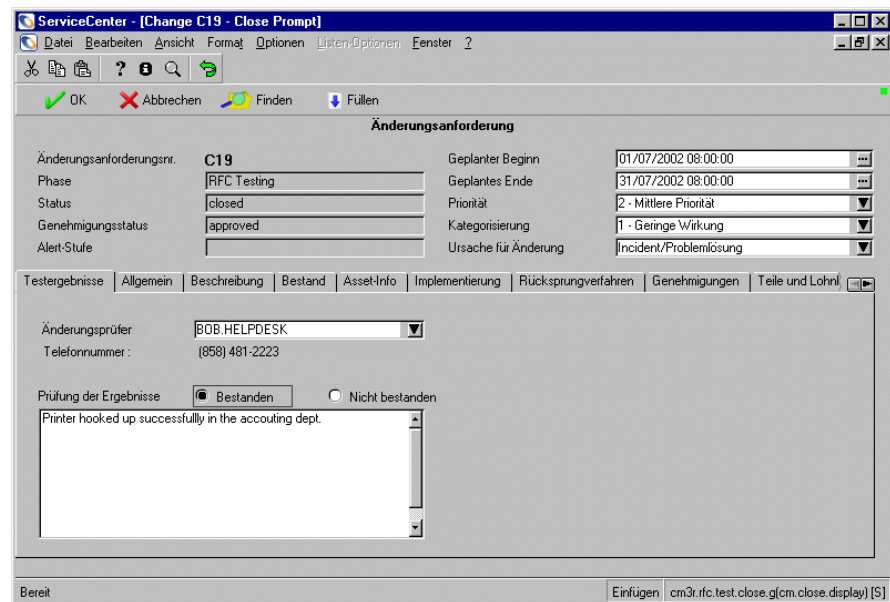 ServiceCenter - [Change C19 - Close Prompt]
Datei Bearbeiten Ansicht Format Optionen Listen-Optionen Fenster ?
OK Abbrechen Finden Füllen
Änderungsanforderung
Änderungsanforderungsnr. C19 Geplanter Beginn 01/07/2002 08:00:00
Phase RFC Testing Geplantes Ende 31/07/2002 08:00:00
Status closed Priorität 2 - Mittlere Priorität
Genehmigungsstatus approved Kategorisierung 1 - Geringe Wirkung
Alert-Stufe Ursache für Änderung Incident/Problemlösung
Testergebnisse Allgemein Beschreibung Bestand Asset-Info Implementierung Rücksprungverfahren Genehmigungen Teile und Lohnl
Änderungsprüfer BOB.HELPDESK
Telefonnummer : (858) 481-2223
Prüfung der Ergebnisse Bestanden Nicht bestanden
Printer hooked up successfullly in the accouting dept.
Bereit Einfügen cm3r.rfc.test.close.g(cm.close.display) [S]